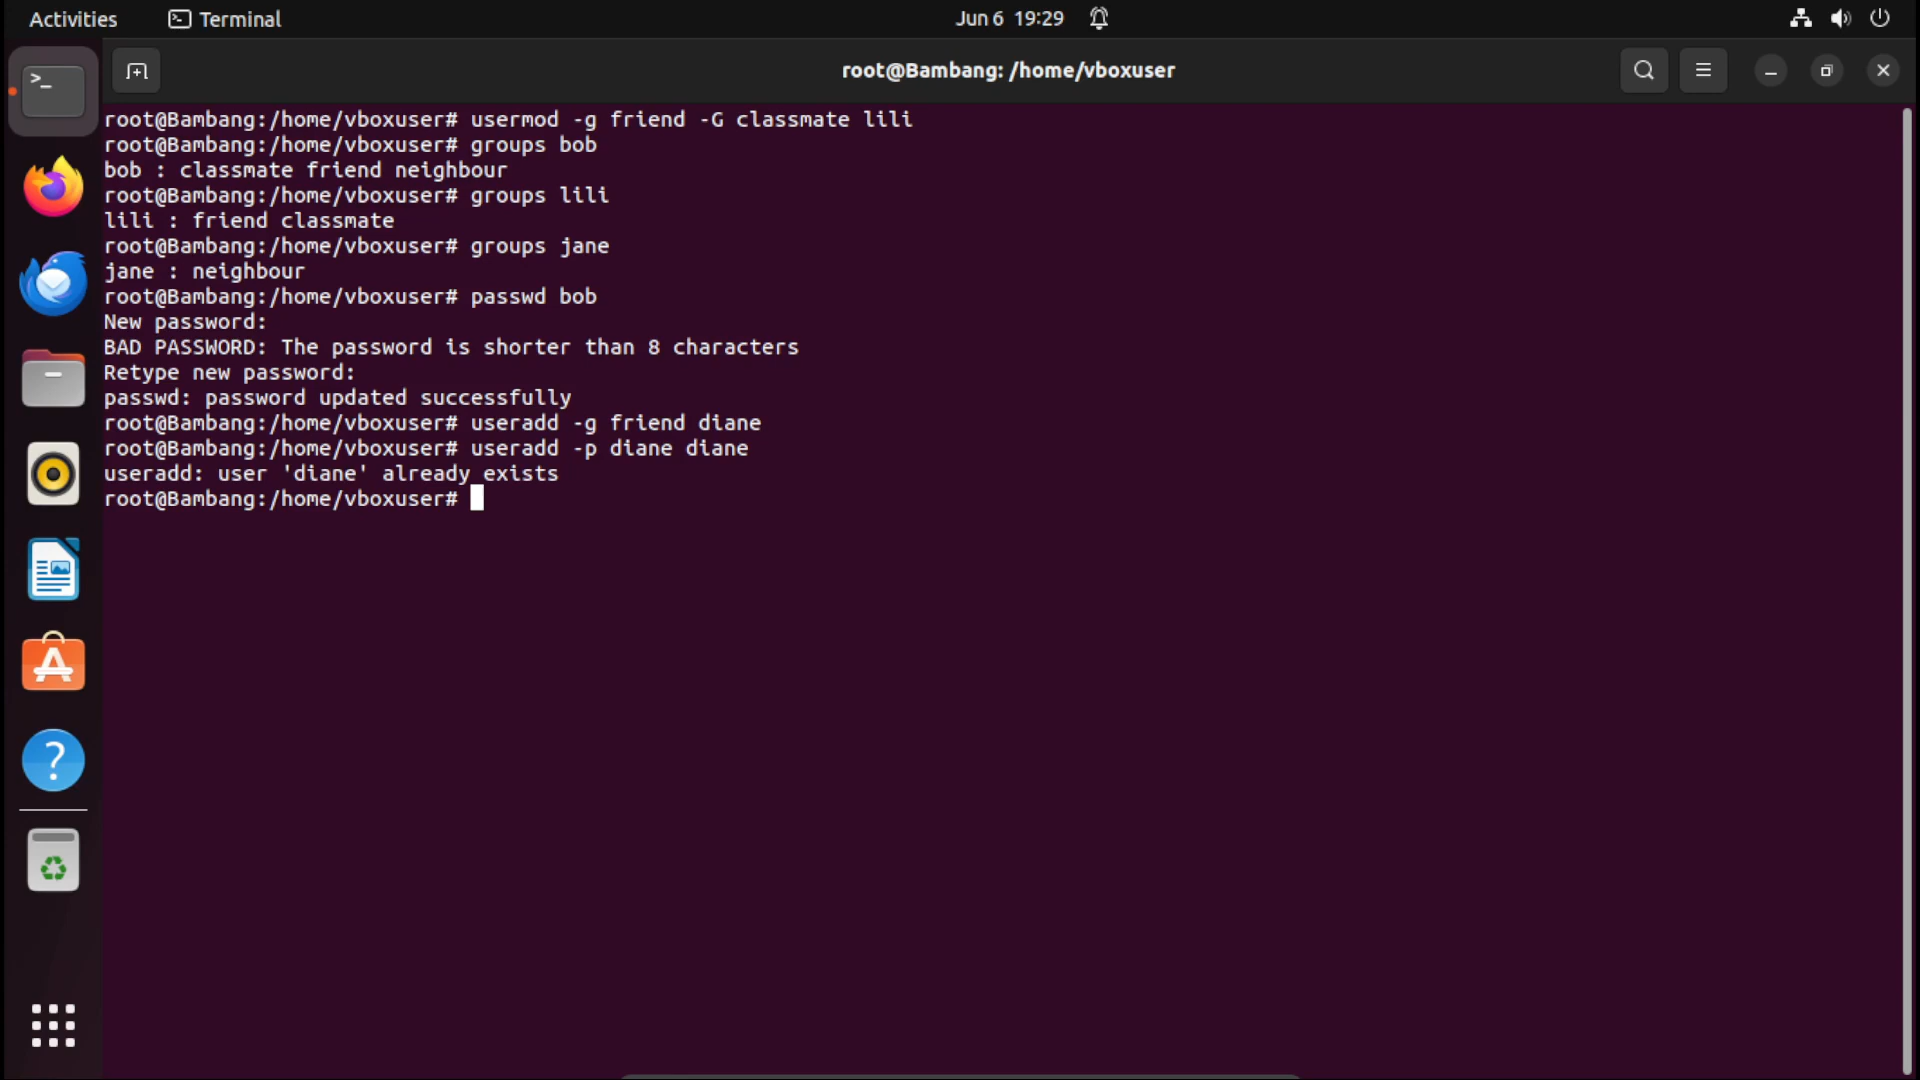 Activities Terminal Jun 6 19:29
root@Bambang: /home/vboxuser
root@Bambang:/home/vboxuser# usermod -g friend -G classmate lili
root@Bambang:/home/vboxuser# groups bob
bob : classmate friend neighbour
root@Bambang:/home/vboxuser# groups lili
lili : friend classmate
root@Bambang:/home/vboxuser# groups jane
jane : neighbour
root@Bambang:/home/vboxuser# passwd bob
New password:
BAD PASSWORD: The password is shorter than 8 characters
Retype new password:
passwd: password updated successfully
root@Bambang:/home/vboxuser# useradd -g friend diane
root@Bambang:/home/vboxuser# useradd -p diane diane
useradd: user 'diane' already exists
root@Bambang:/home/vboxuser#